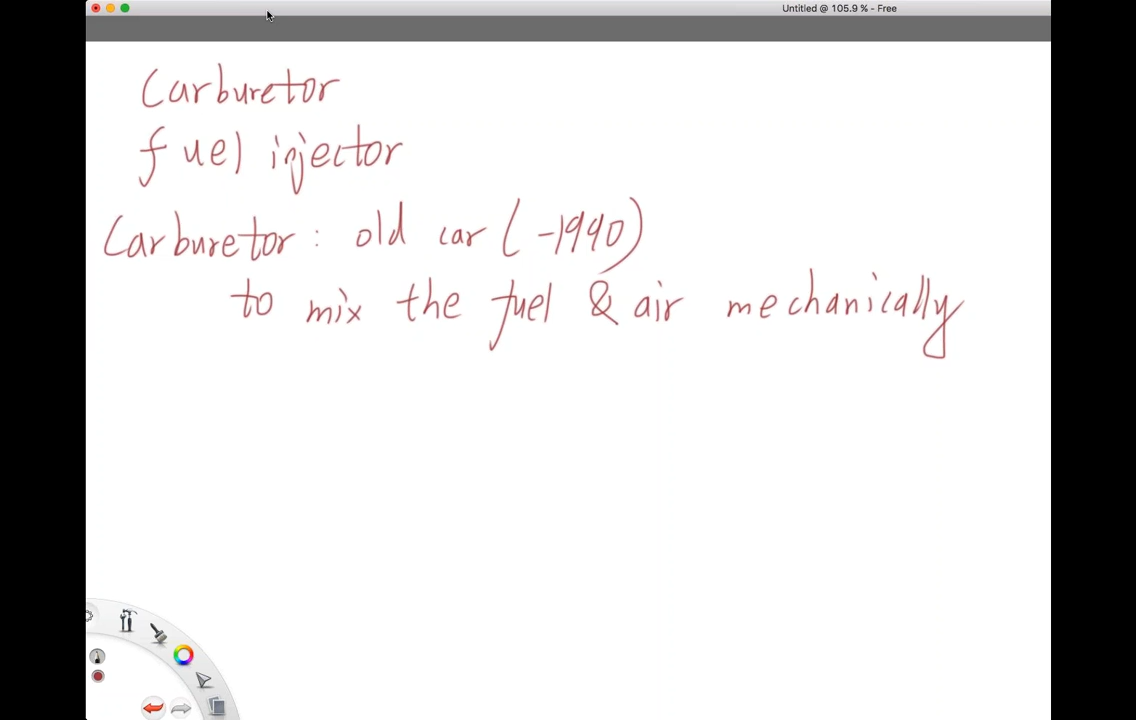 Untitled @ 105.9 % - Free
Carburetor
fuel injector
Carburetor : old car (-1990)
to mix the fuel & air mechanically